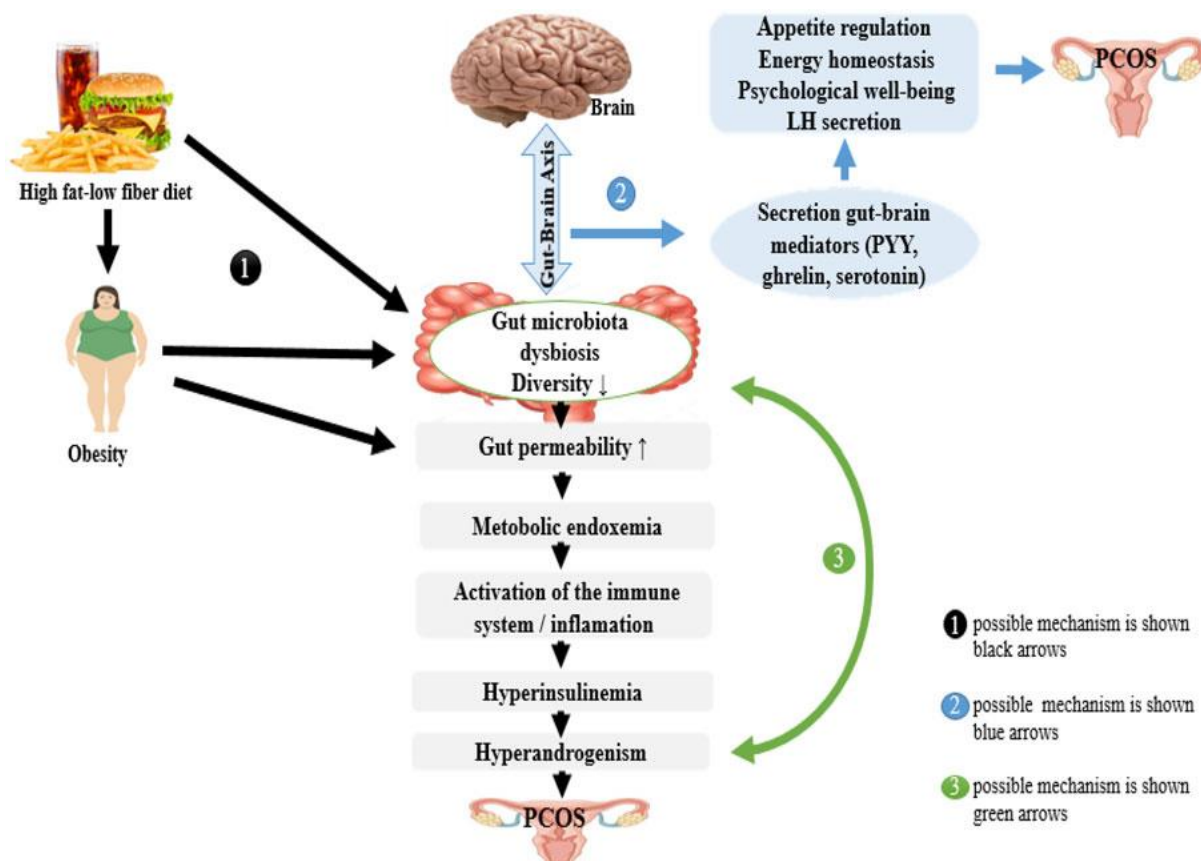 High fat-low fiber diet
1
Obesity
Brain
Gut-Brain Axis
2
Appetite regulation
Energy homeostasis
Psychological well-being
LH secretion
PCOS
Secretion gut-brain
mediators (PYY,
ghrelin, serotonin)
Gut microbiota
dysbiosis
Diversity ↓
Gut permeability ↑
Metobolic endoxemia
Activation of the immune
system / inflamation
Hyperinsulinemia
Hyperandrogenism
PCOS
3
1 possible mechanism is shown
black arrows
2 possible mechanism is shown
blue arrows
3 possible mechanism is shown
green arrows